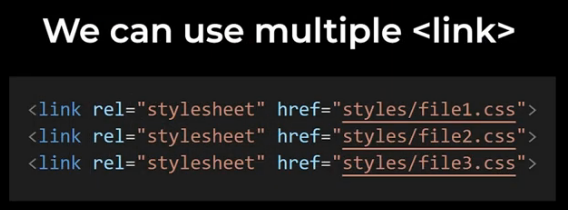 We can use multiple <link>
<link rel="stylesheet" href="styles/file1.css">
<link rel="stylesheet" href="styles/file2.css">
<link rel="stylesheet" href="styles/file3.css">